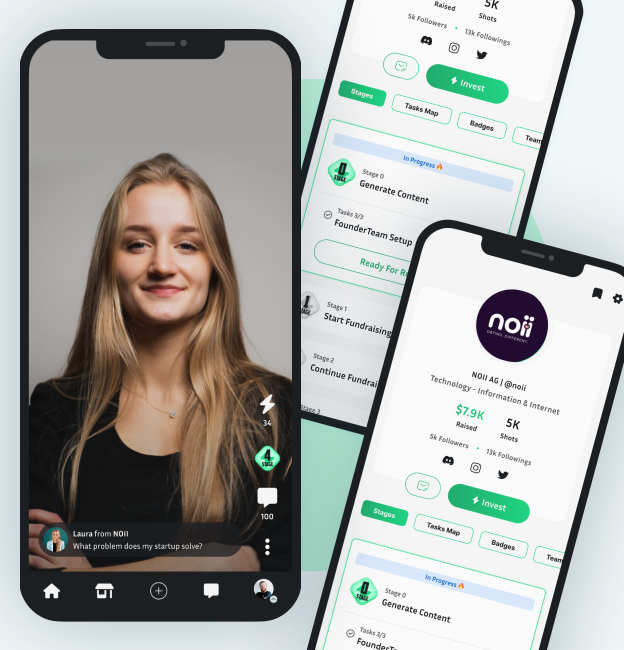 34
4
STAGE
100
Laura from NOII
What problem does my startup solve?
5K
Raised
Shots
5k Followers • 13k Followings
Invest
Stages
Tasks Map
Badges
Team
In Progress 🔥
0
STAGE
Stage 0
Generate Content
Tasks 3/3
FounderTeam Setup
Ready For Re
1
Stage 1
Start Fundraising
Stage 2
Continue Fundrai
Stage 3
noii
DATING. DIFFERENT.
NOII AG | @noii
Technology - Information & Internet
$7.9K
5K
Raised
Shots
5k Followers • 13k Followings
Invest
Stages
Tasks Map
Badges
Team
In Progress 🔥
0
STAGE
Stage 0
Generate Content
Tasks 3/3
FounderT